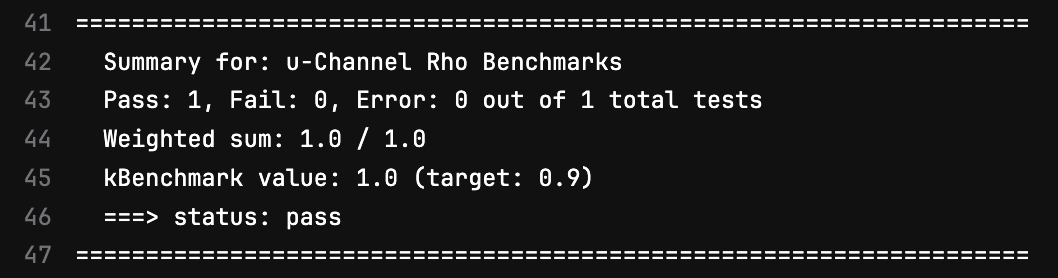 41 ======================================================================
42 Summary for: u-Channel Rho Benchmarks
43 Pass: 1, Fail: 0, Error: 0 out of 1 total tests
44 Weighted sum: 1.0 / 1.0
45 kBenchmark value: 1.0 (target: 0.9)
46 ===> status: pass
47 ======================================================================